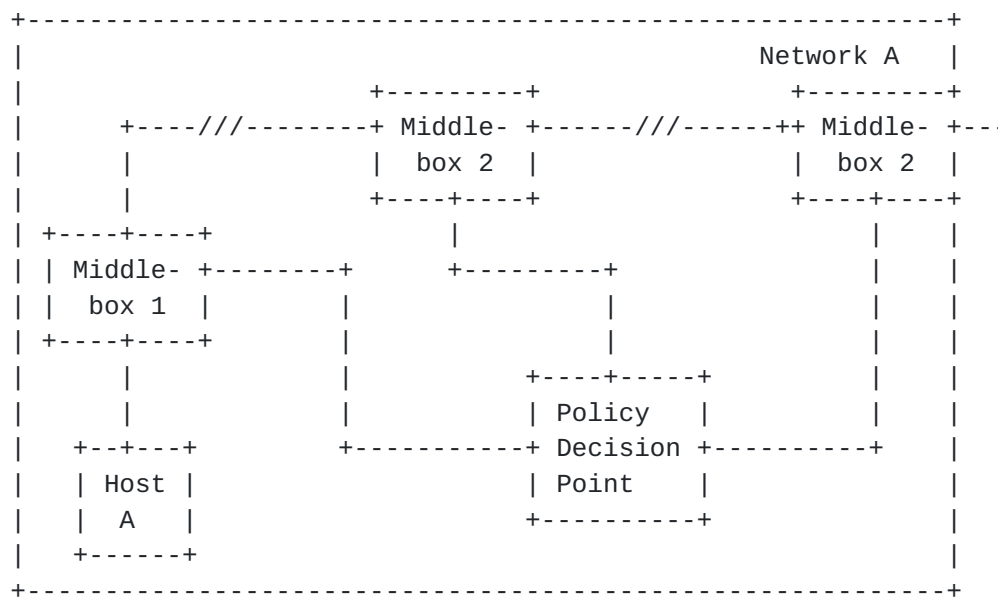 Network A
Middle- Middle-
box 2 box 2
Middle-
box 1
Policy
Decision
Host Point
A